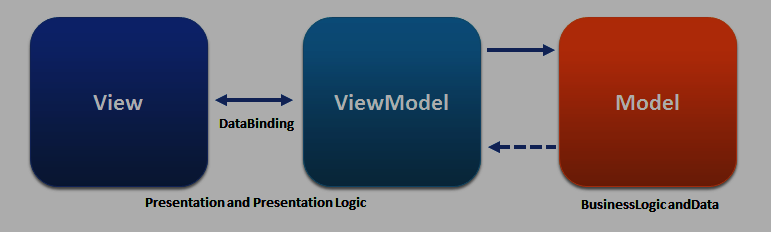 View
ViewModel
Model
DataBinding
Presentation and Presentation Logic
BusinessLogicandData